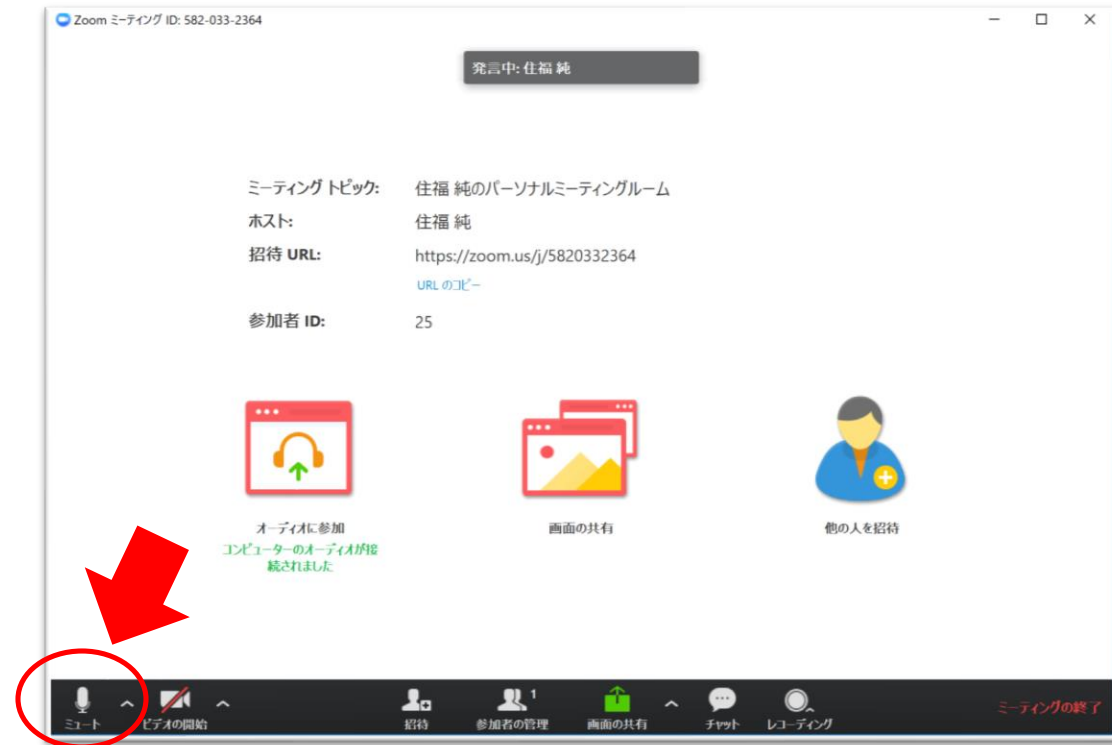 Zoom ミーティング ID: 582-033-2364
発言中: 住福 純
ミーティング トピック: 住福 純のパーソナルミーティングルーム
ホスト: 住福 純
招待 URL: https://zoom.us/j/5820332364
URL のコピー
参加者 ID: 25
オーディオに参加 画面の共有 他の人を招待
コンピューターのオーディオが接
続されました
ミュート ビデオの開始 招待 参加者の管理 1 画面の共有 チャット レコーディング ミーティングの終了